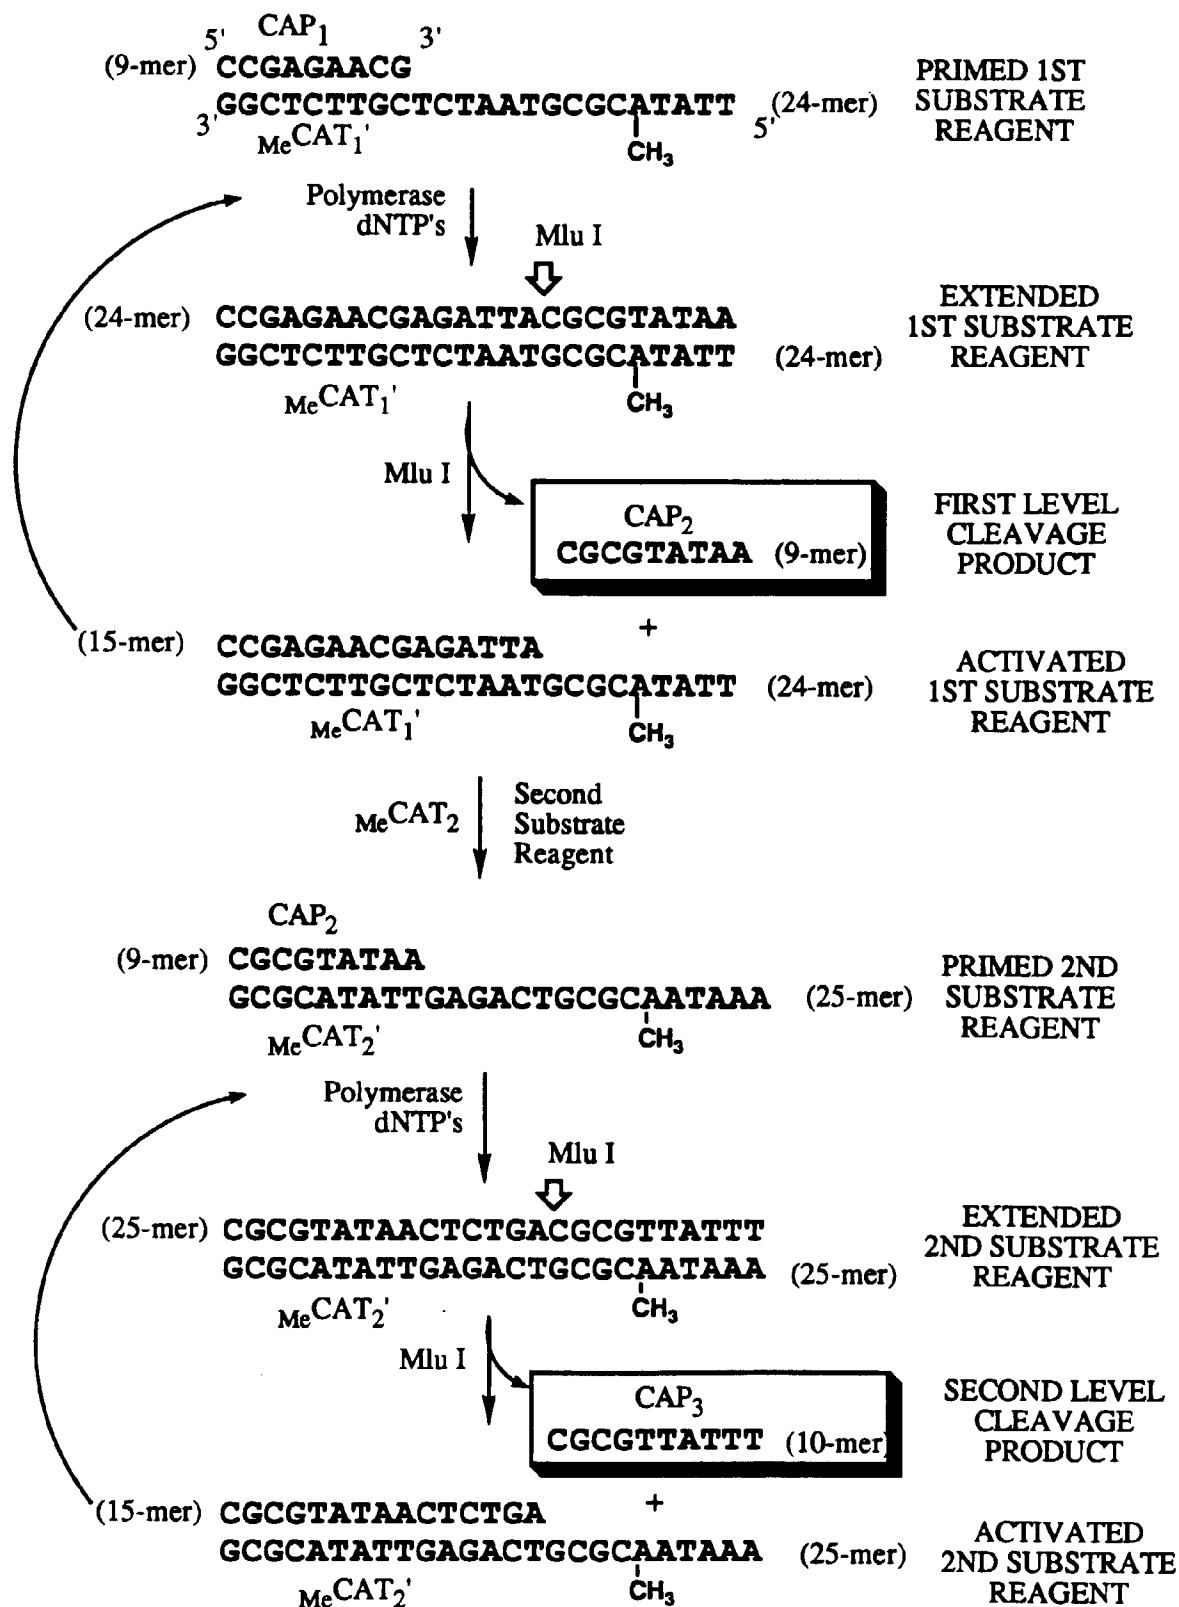 CAP1
5' 3'
(9-mer) CCGAGAACG
GGCTCTTGCTCTAATGCGCATATT (24-mer)
3' 5'
MeCAT1'
CH3
PRIMED 1ST
SUBSTRATE
REAGENT
Polymerase
dNTP's
Mlu I
(24-mer) CCGAGAACGAGATTACGCGTATAA
GGCTCTTGCTCTAATGCGCATATT (24-mer)
MeCAT1'
CH3
EXTENDED
1ST SUBSTRATE
REAGENT
Mlu I
CAP2
CGCGTATAA (9-mer)
FIRST LEVEL
CLEAVAGE
PRODUCT
+
(15-mer) CCGAGAACGAGATTA
GGCTCTTGCTCTAATGCGCATATT (24-mer)
MeCAT1'
CH3
ACTIVATED
1ST SUBSTRATE
REAGENT
MeCAT2
Second
Substrate
Reagent
CAP2
(9-mer) CGCGTATAA
GCGCATATTGAGACTGCGCAATAAA (25-mer)
MeCAT2'
CH3
PRIMED 2ND
SUBSTRATE
REAGENT
Polymerase
dNTP's
Mlu I
(25-mer) CGCGTATAACTCTGACGCGTTATTT
GCGCATATTGAGACTGCGCAATAAA (25-mer)
MeCAT2'
CH3
EXTENDED
2ND SUBSTRATE
REAGENT
Mlu I
CAP3
CGCGTTATTT (10-mer)
SECOND LEVEL
CLEAVAGE
PRODUCT
+
(15-mer) CGCGTATAACTCTGA
GCGCATATTGAGACTGCGCAATAAA (25-mer)
MeCAT2'
CH3
ACTIVATED
2ND SUBSTRATE
REAGENT